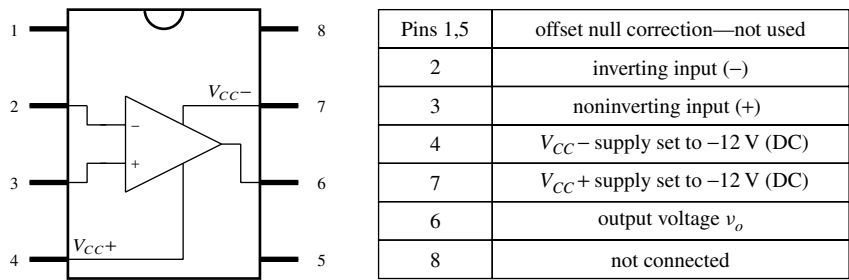 1
8
V_CC−
2
7
−
+
3
6
V_CC+
4
5
Pins 1,5 offset null correction—not used
2 inverting input (−)
3 noninverting input (+)
4 V_CC− supply set to −12 V (DC)
7 V_CC+ supply set to −12 V (DC)
6 output voltage v_o
8 not connected